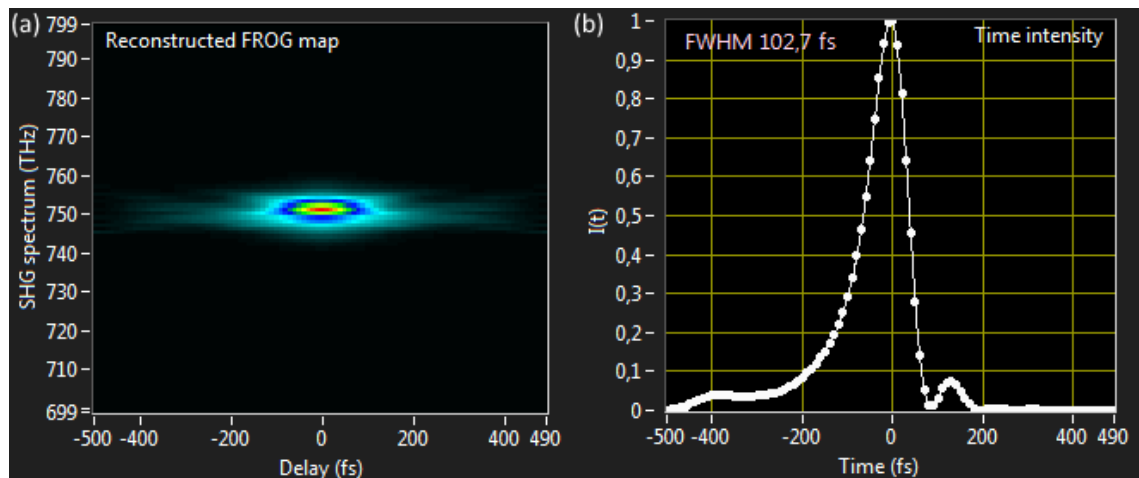 (a)
Reconstructed FROG map
SHG spectrum (THz)
799
790
780
770
760
750
740
730
720
710
699
-500 -400 -200 0 200 400 490
Delay (fs)
(b)
FWHM 102,7 fs
Time intensity
I(t)
1
0,9
0,8
0,7
0,6
0,5
0,4
0,3
0,2
0,1
0
-500 -400 -200 0 200 400 490
Time (fs)